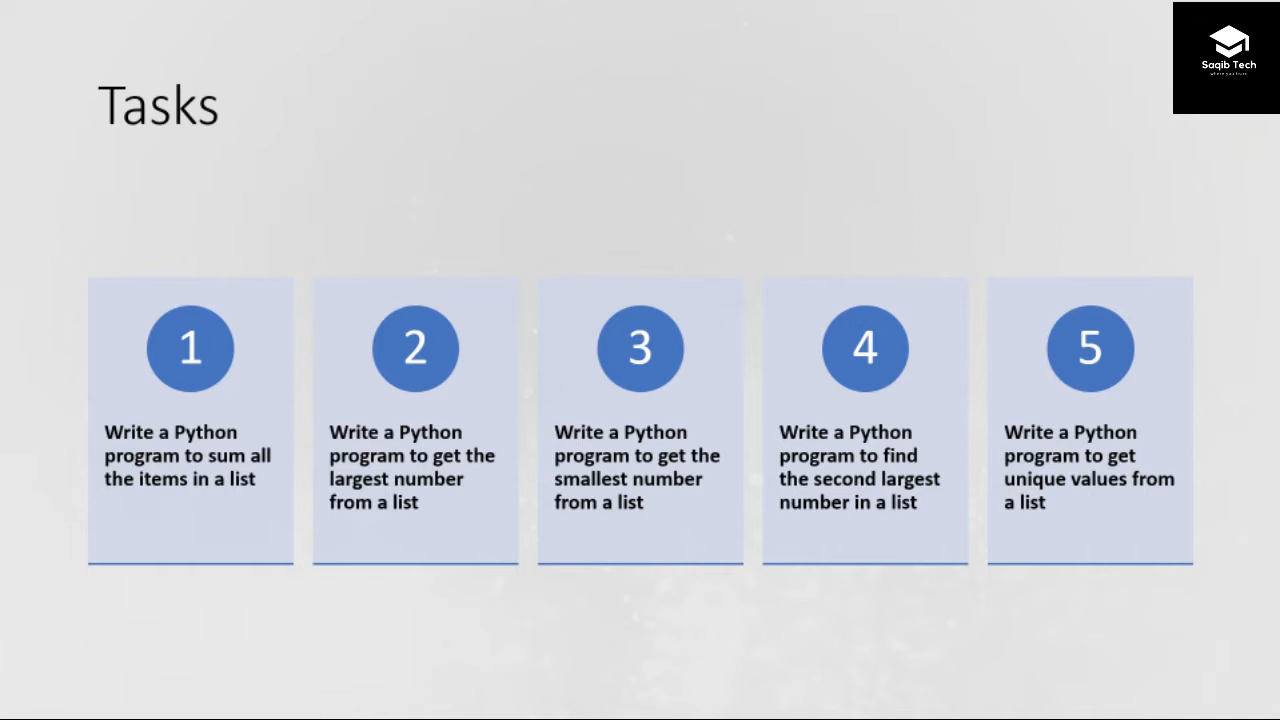 Saqib Tech
where you learn
Tasks
1
Write a Python
program to sum all
the items in a list
2
Write a Python
program to get the
largest number
from a list
3
Write a Python
program to get the
smallest number
from a list
4
Write a Python
program to find
the second largest
number in a list
5
Write a Python
program to get
unique values from
a list